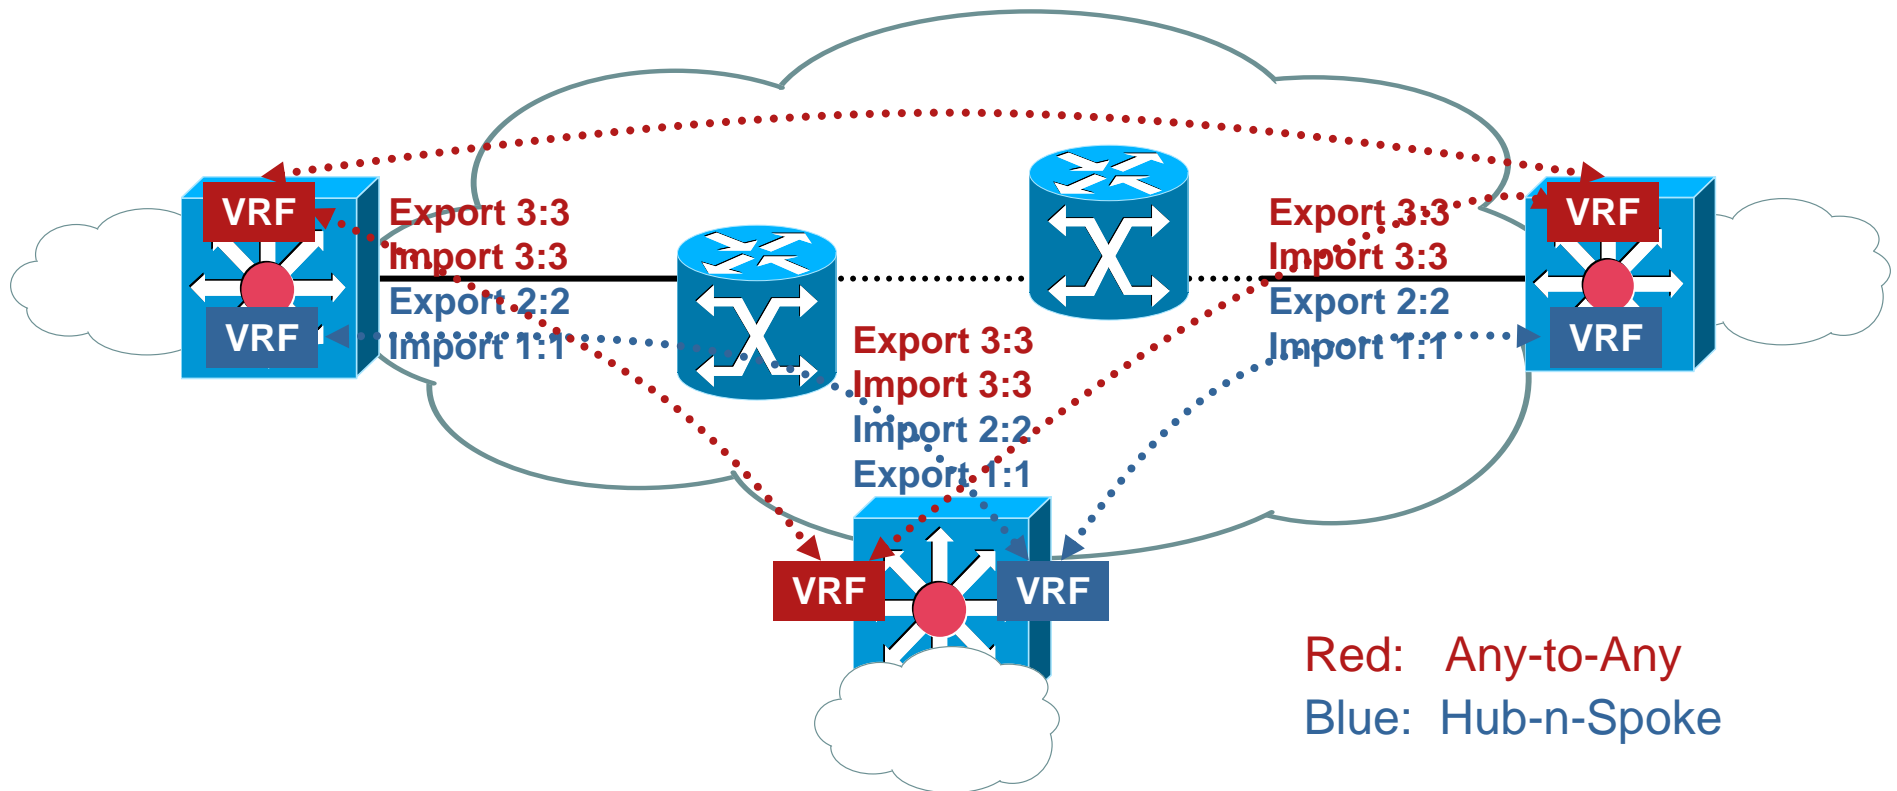 VRF
Export 3:3
Import 3:3
Export 2:2
Import 1:1
VRF
Export 3:3
Import 3:3
Export 2:2
Import 1:1
VRF
VRF
Export 3:3
Import 3:3
Import 2:2
Export 1:1
VRF
VRF
Red: Any-to-Any
Blue: Hub-n-Spoke